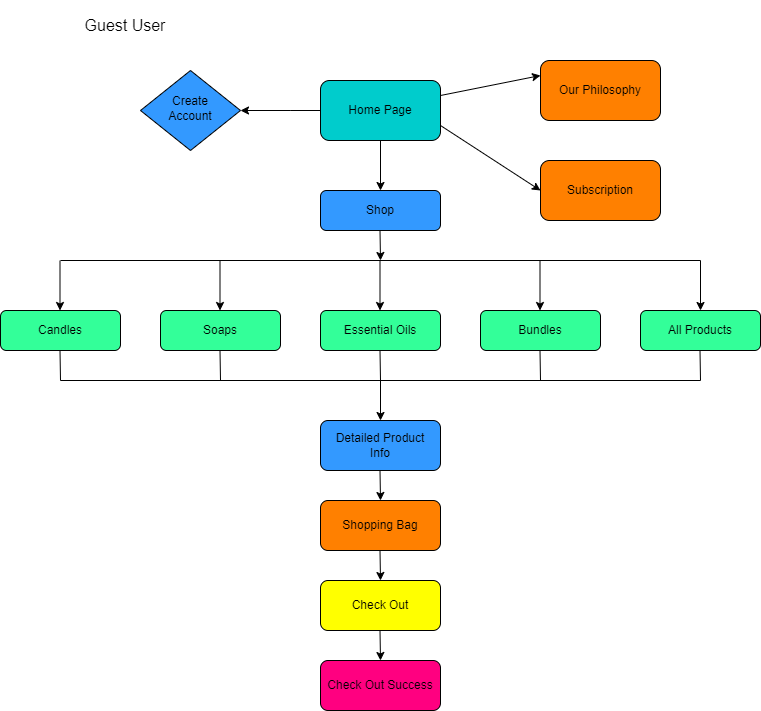 Guest User
Create
Account
Home Page
Our Philosophy
Subscription
Shop
Candles
Soaps
Essential Oils
Bundles
All Products
Detailed Product
Info
Shopping Bag
Check Out
Check Out Success